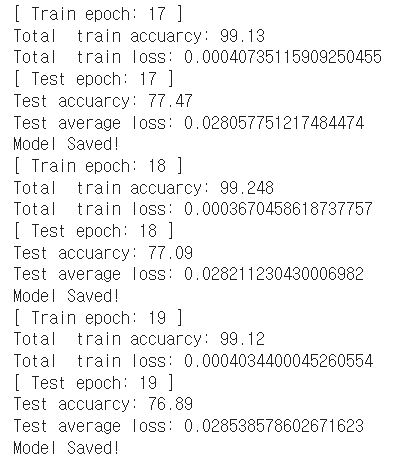 [ Train epoch: 17 ]
Total  train accuarcy: 99.13
Total  train loss: 0.00040735115909250455
[ Test epoch: 17 ]
Test accuarcy: 77.47
Test average loss: 0.028057751217484474
Model Saved!
[ Train epoch: 18 ]
Total  train accuarcy: 99.248
Total  train loss: 0.0003670458618737757
[ Test epoch: 18 ]
Test accuarcy: 77.09
Test average loss: 0.028211230430006982
Model Saved!
[ Train epoch: 19 ]
Total  train accuarcy: 99.12
Total  train loss: 0.0004034400045260554
[ Test epoch: 19 ]
Test accuarcy: 76.89
Test average loss: 0.028538578602671623
Model Saved!